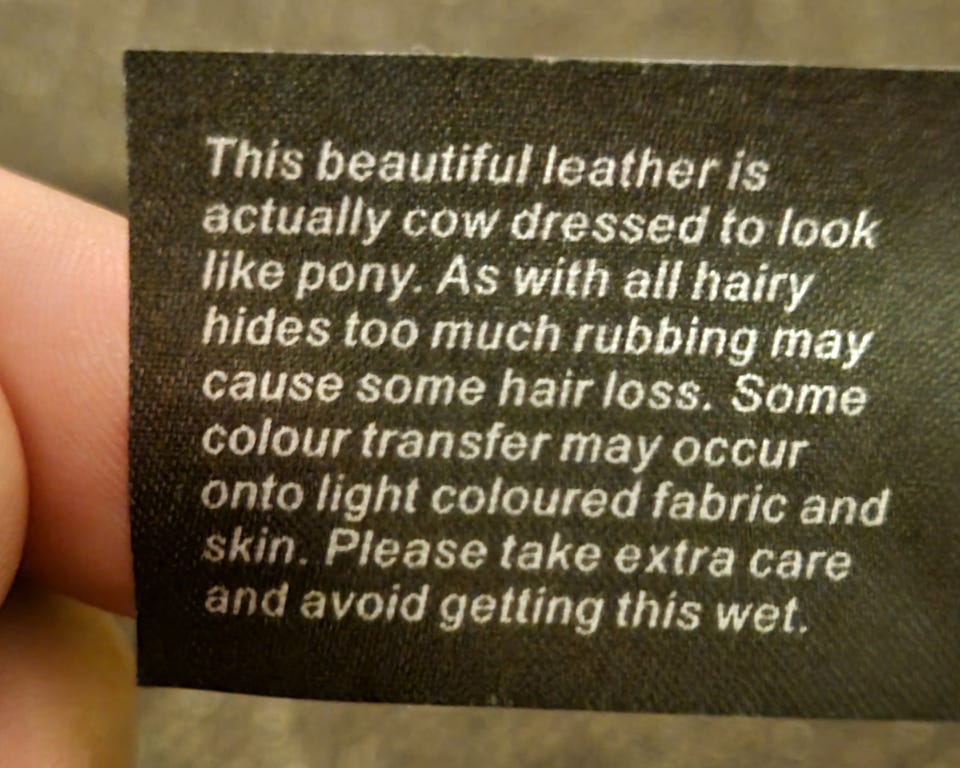 This beautiful leather is
actually cow dressed to look
like pony. As with all hairy
hides too much rubbing may
cause some hair loss. Some
colour transfer may occur
onto light coloured fabric and
skin. Please take extra care
and avoid getting this wet.